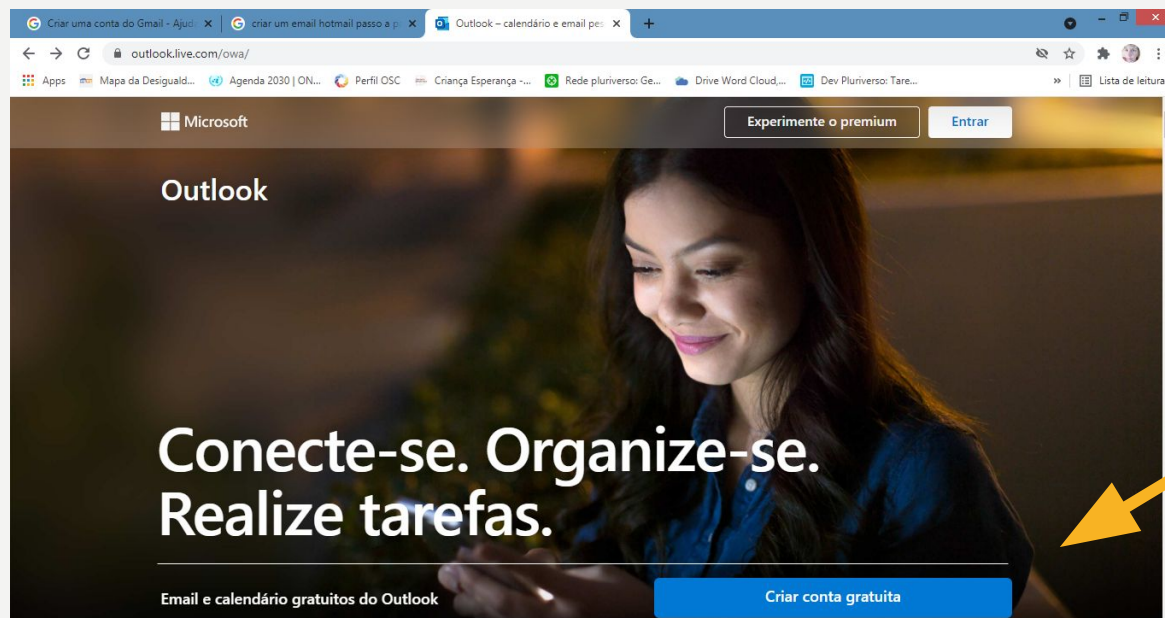 Criar uma conta do Gmail - Ajud
criar um email hotmail passo a p
Outlook – calendário e email pes
outlook.live.com/owa/
Apps
Mapa da Desiguald...
Agenda 2030 | ON...
Perfil OSC
Criança Esperança -...
Rede pluriverso: Ge...
Drive Word Cloud,...
Dev Pluriverso: Tare...
»
Lista de leitura
Microsoft
Experimente o premium
Entrar
Outlook
Conecte-se. Organize-se.
Realize tarefas.
Email e calendário gratuitos do Outlook
Criar conta gratuita